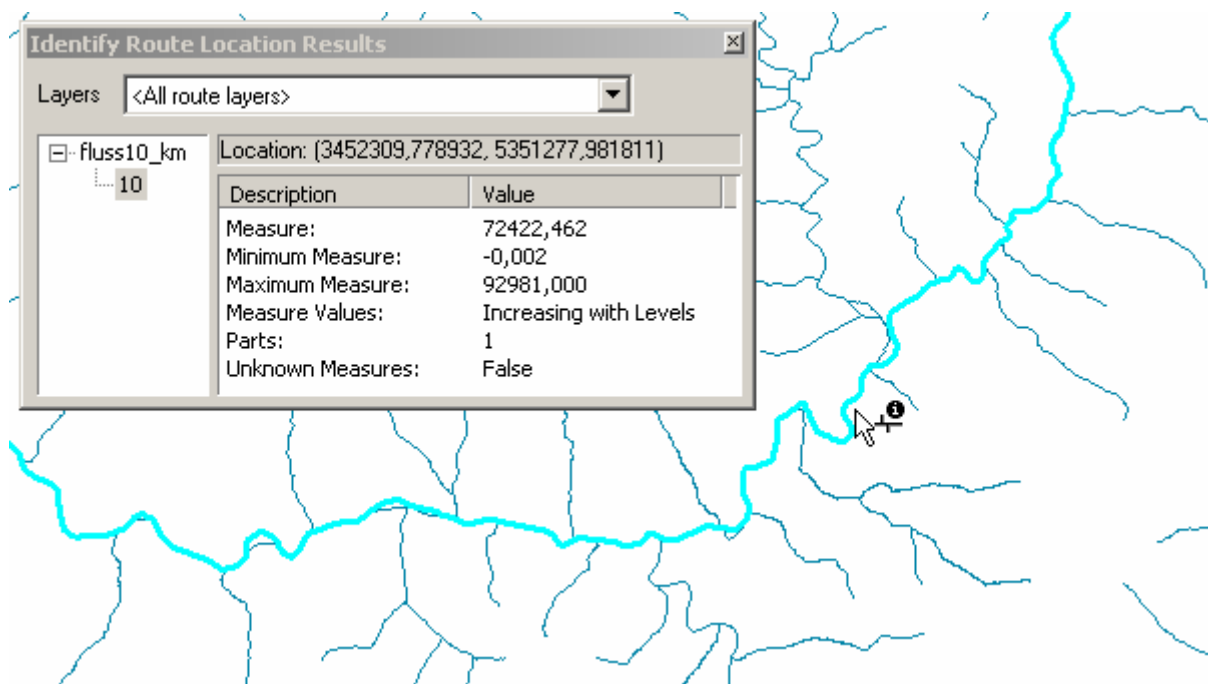 Identify Route Location Results
Layers <All route layers>
fluss10_km
10
Location: (3452309,778932, 5351277,981811)
Description Value
Measure: 72422,462
Minimum Measure: -0,002
Maximum Measure: 92981,000
Measure Values: Increasing with Levels
Parts: 1
Unknown Measures: False